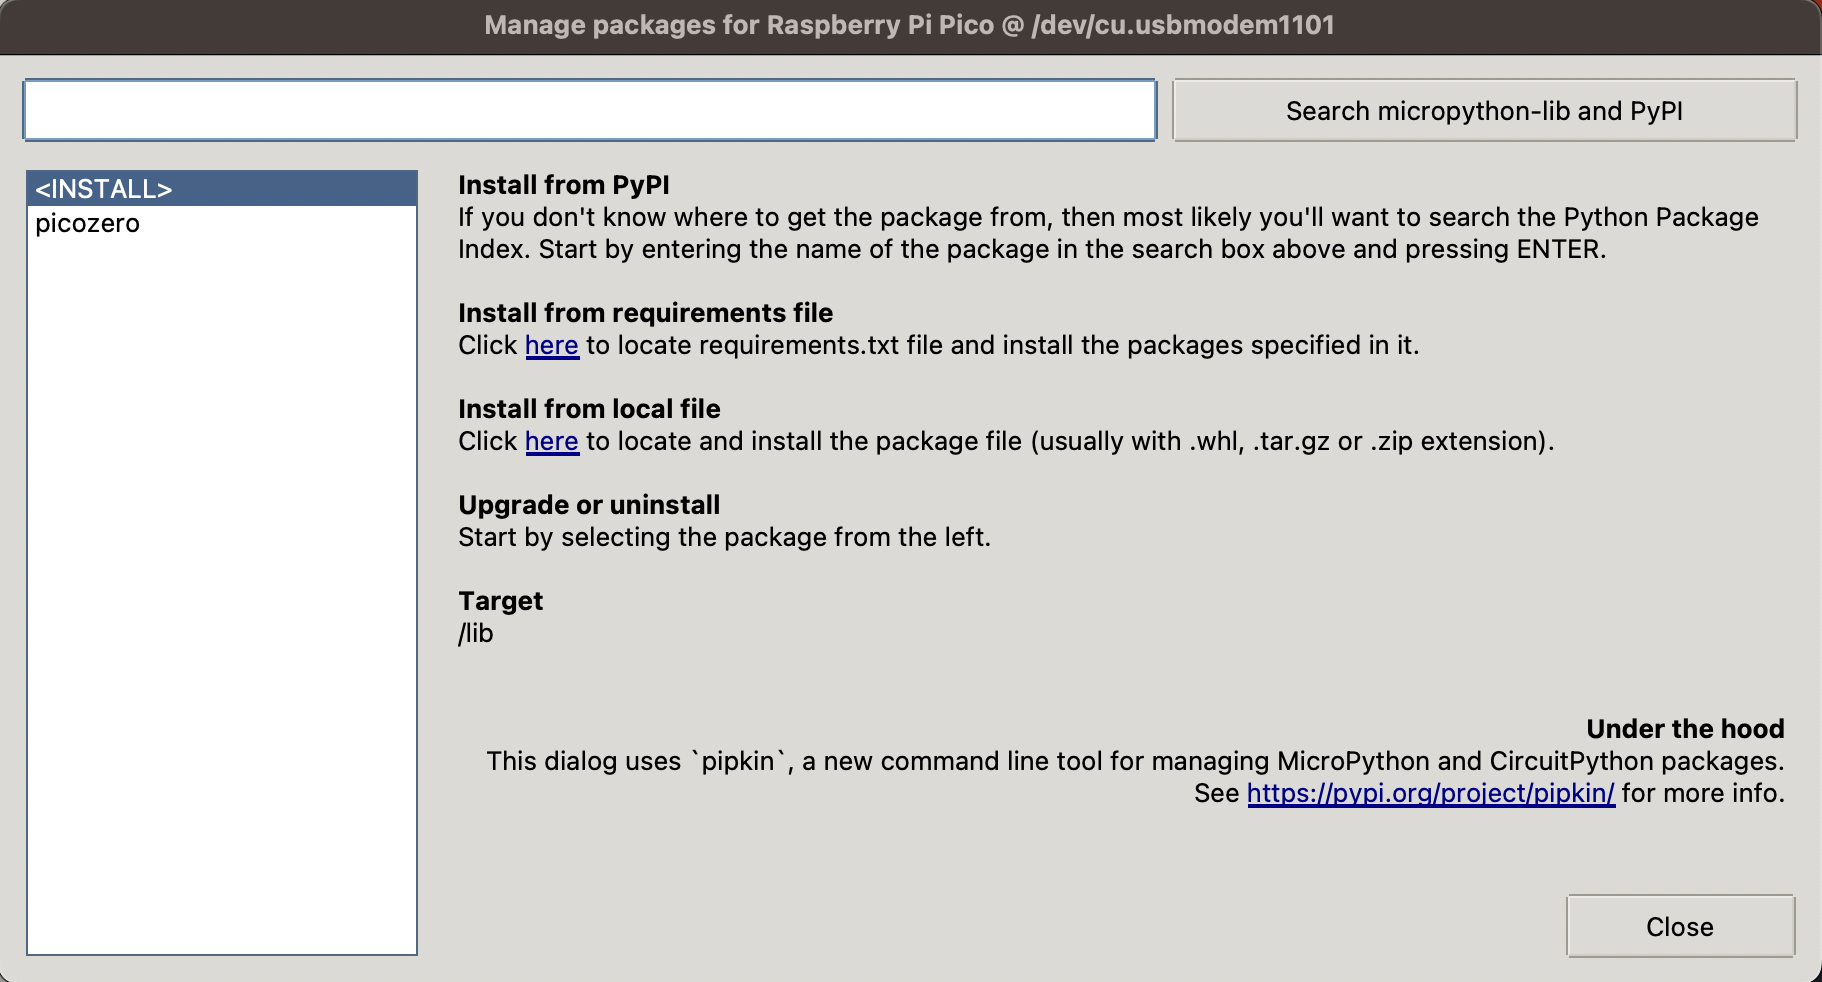 Manage packages for Raspberry Pi Pico @ /dev/cu.usbmodem1101
Search micropython-lib and PyPI
<INSTALL>
picozero
Install from PyPI
If you don't know where to get the package from, then most likely you'll want to search the Python Package
Index. Start by entering the name of the package in the search box above and pressing ENTER.
Install from requirements file
Click here to locate requirements.txt file and install the packages specified in it.
Install from local file
Click here to locate and install the package file (usually with .whl, .tar.gz or .zip extension).
Upgrade or uninstall
Start by selecting the package from the left.
Target
/lib
Under the hood
This dialog uses `pipkin`, a new command line tool for managing MicroPython and CircuitPython packages.
See https://pypi.org/project/pipkin/ for more info.
Close